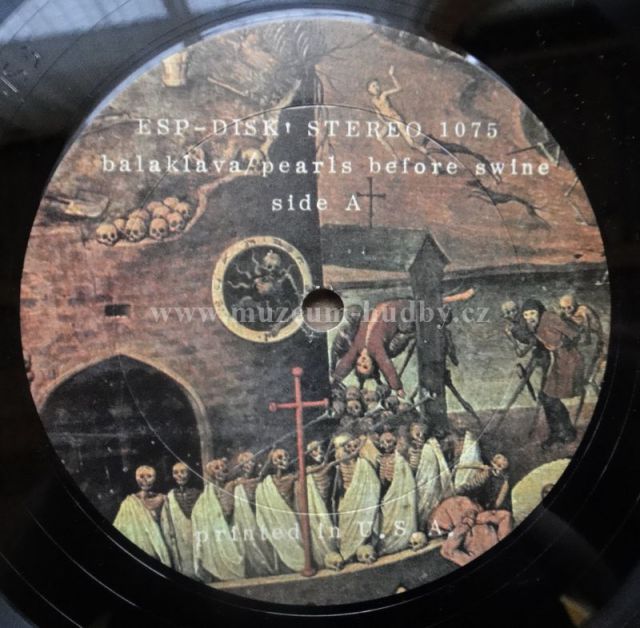 ESP-DISK' STEREO 1075
balaklava/pearls before swine
side A
www.muzeum-hudby.cz
printed in U.S.A.